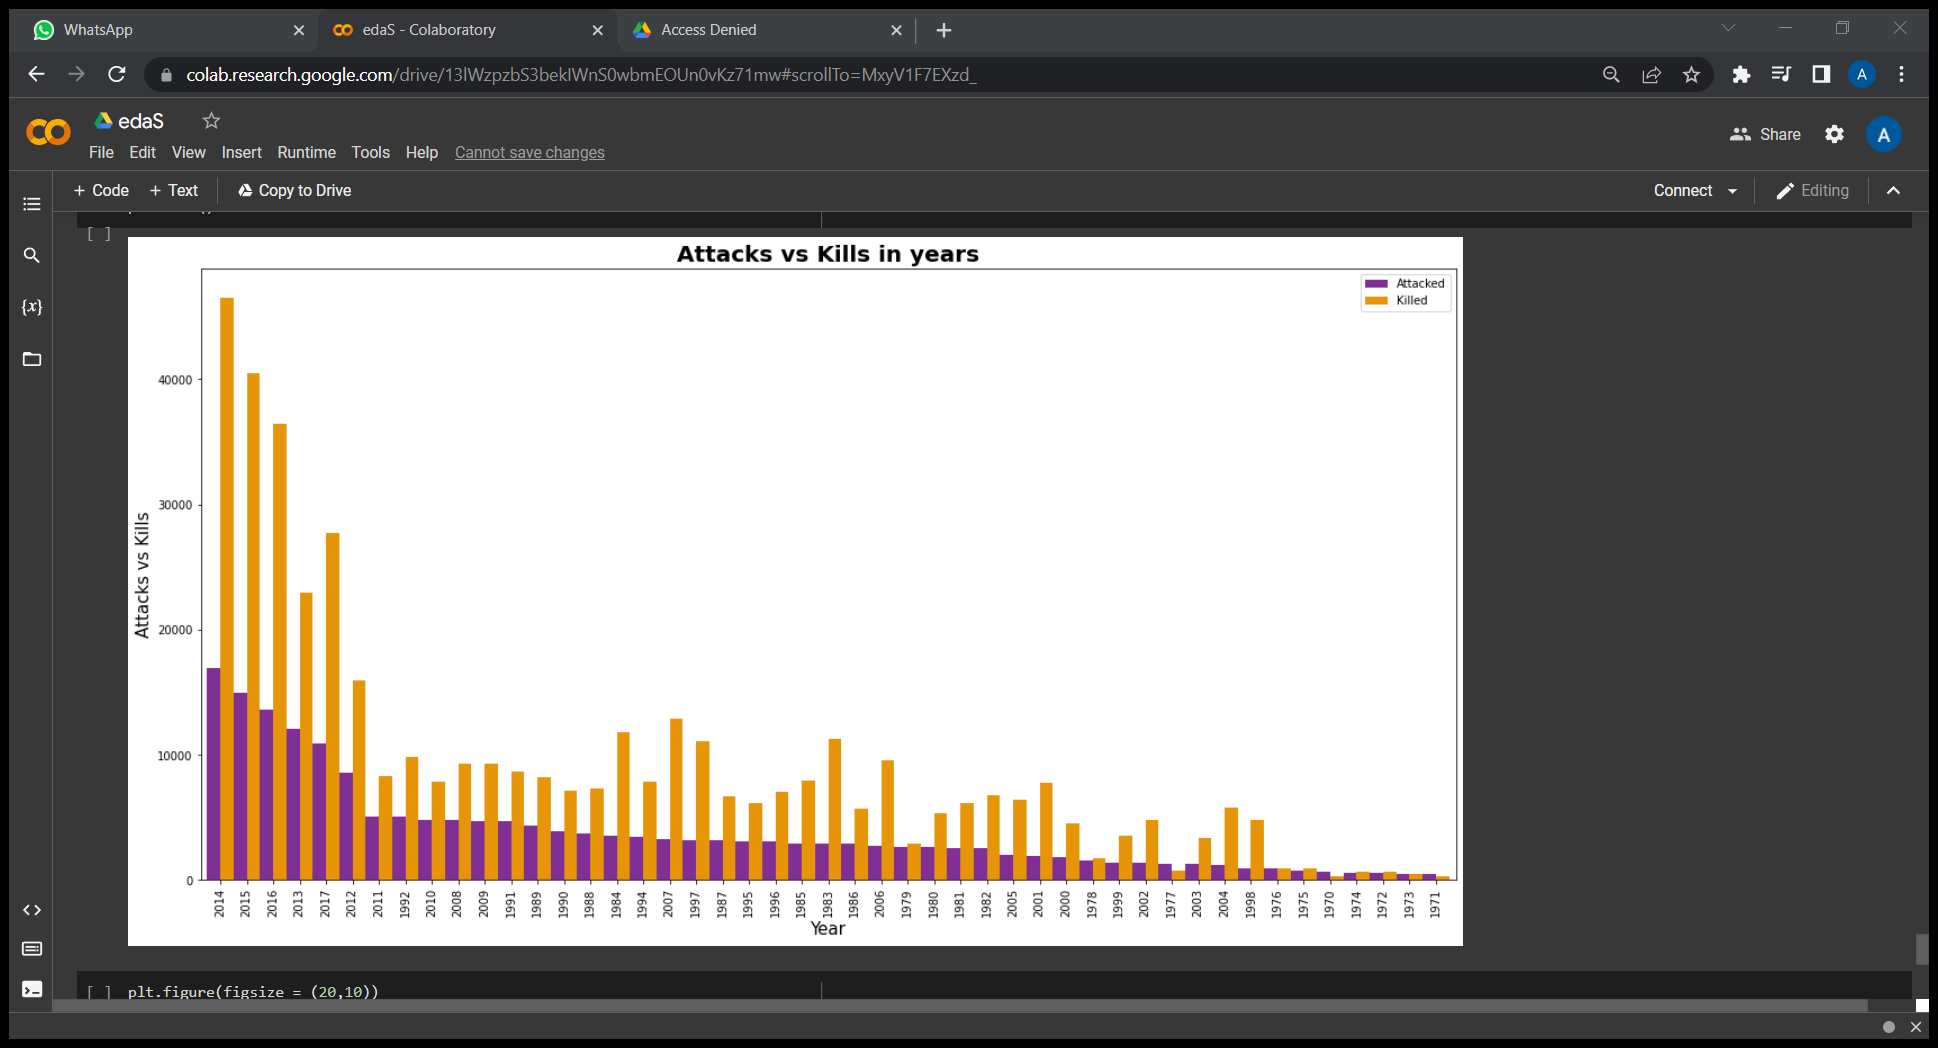 WhatsApp
edaS - Colaboratory
Access Denied
colab.research.google.com/drive/13lWzpzbS3bekIWnS0wbmEOUn0vKz71mw#scrollTo=MxyV1F7EXzd_
A
edaS
File Edit View Insert Runtime Tools Help Cannot save changes
Share
A
+ Code + Text Copy to Drive
Connect
Editing
{x}
[ ]
Attacks vs Kills in years
Attacked
Killed
Attacks vs Kills
40000
30000
20000
10000
0
2014 2015 2016 2013 2017 2012 2011 1992 2010 2008 2009 1991 1989 1990 1988 1984 1994 2007 1997 1987 1995 1996 1985 1983 1986 2006 1979 1980 1981 1982 2005 2001 2000 1978 1999 2002 1977 2003 2004 1998 1976 1975 1970 1974 1972 1973 1971
Year
[ ] plt.figure(figsize = (20,10))